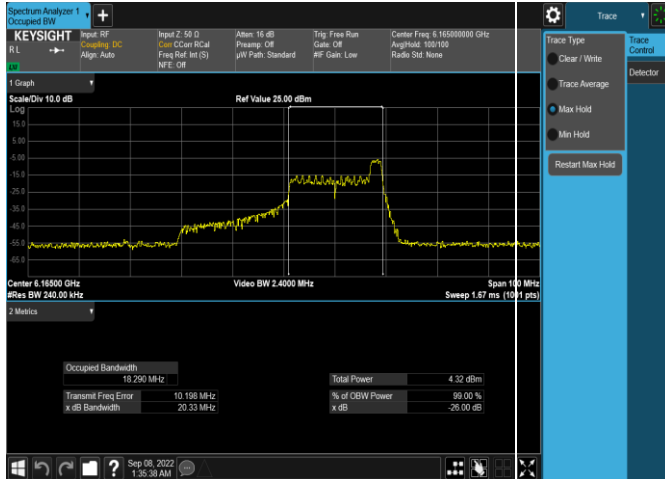 Spectrum Analyzer 1
Occupied BW
KEYSIGHT
R L
Input: RF
Coupling: DC
Align: Auto
Input Z: 50 Ω
Corr CCorr RCal
Freq Ref: Int (S)
NFE: Off
Atten: 16 dB
Preamp: Off
µW Path: Standard
Trig: Free Run
Gate: Off
#IF Gain: Low
Center Freq: 6.165000000 GHz
Avg|Hold: 100/100
Radio Std: None
1 Graph
Scale/Div 10.0 dB
Ref Value 25.00 dBm
Log
15.0
5.00
-5.00
-15.0
-25.0
-35.0
-45.0
-55.0
-65.0
Center 6.16500 GHz
Video BW 2.4000 MHz
Span 100 MHz
#Res BW 240.00 kHz
Sweep 1.67 ms (1001 pts)
2 Metrics
Occupied Bandwidth
18.290 MHz
Total Power 4.32 dBm
Transmit Freq Error 10.198 MHz
% of OBW Power 99.00 %
x dB Bandwidth 20.33 MHz
x dB -26.00 dB
Sep 08, 2022
1:35:38 AM
Trace
Trace Type
Clear / Write
Trace Average
Max Hold
Min Hold
Restart Max Hold
Trace
Control
Detector